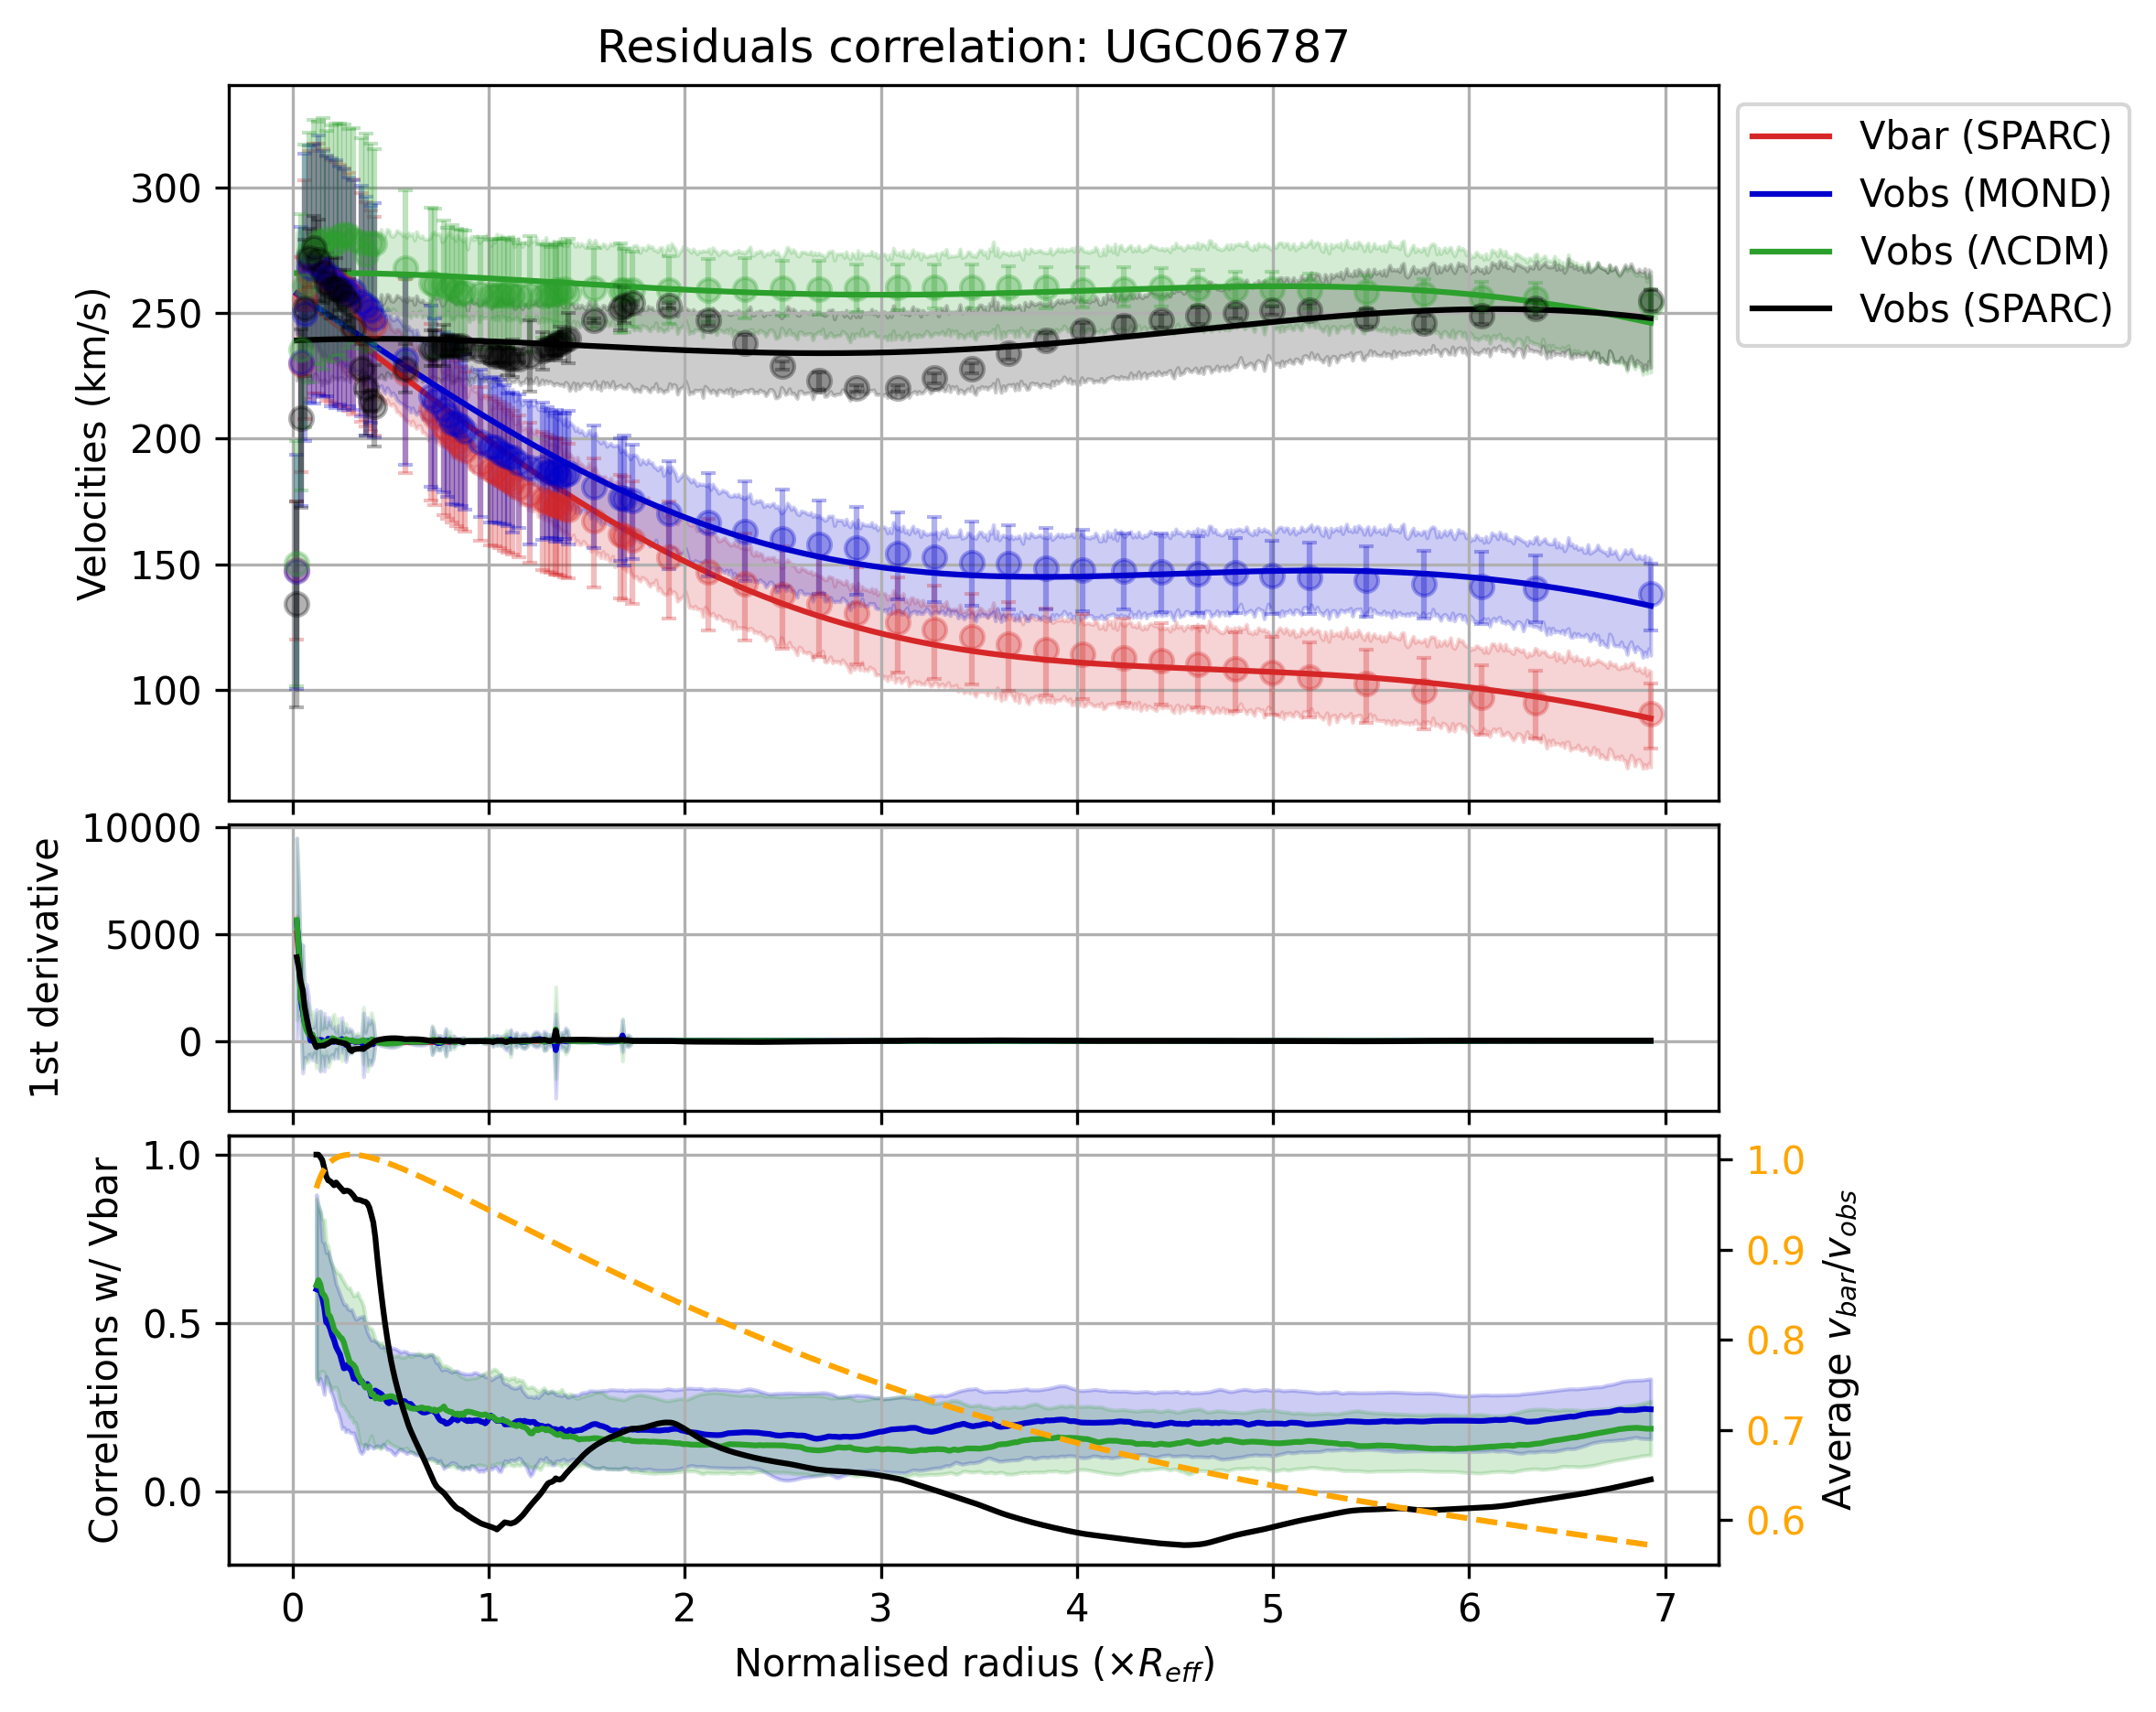 Residuals correlation: UGC06787
Velocities (km/s)
300
250
200
150
100
Vbar (SPARC)
Vobs (MOND)
Vobs (ΛCDM)
Vobs (SPARC)
1st derivative
10000
5000
0
Correlations w/ Vbar
1.0
0.5
0.0
1.0
0.9
0.8
0.7
0.6
Average v_bar/v_obs
0 1 2 3 4 5 6 7
Normalised radius (×R_eff)